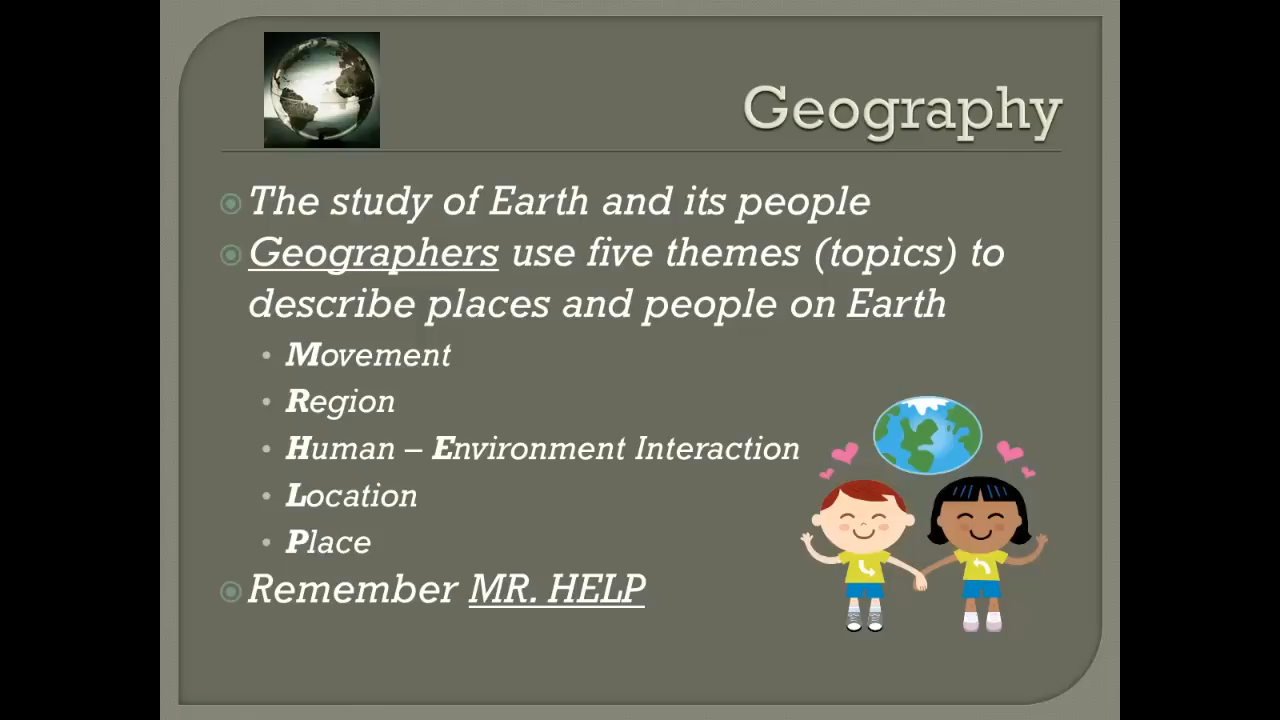 Geography
The study of Earth and its people
Geographers use five themes (topics) to
describe places and people on Earth
Movement
Region
Human – Environment Interaction
Location
Place
Remember MR. HELP